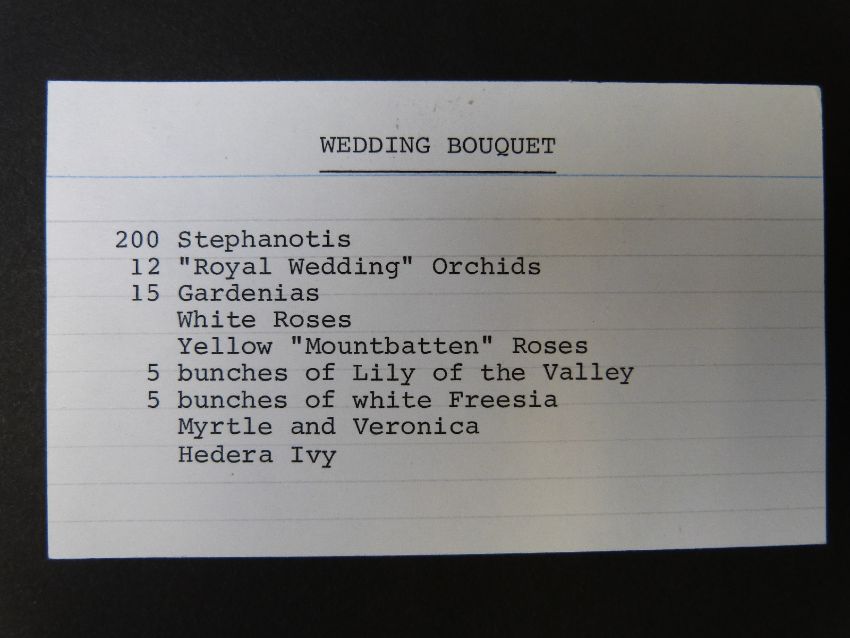 WEDDING BOUQUET
200 Stephanotis
12 "Royal Wedding" Orchids
15 Gardenias
White Roses
Yellow "Mountbatten" Roses
5 bunches of Lily of the Valley
5 bunches of white Freesia
Myrtle and Veronica
Hedera Ivy